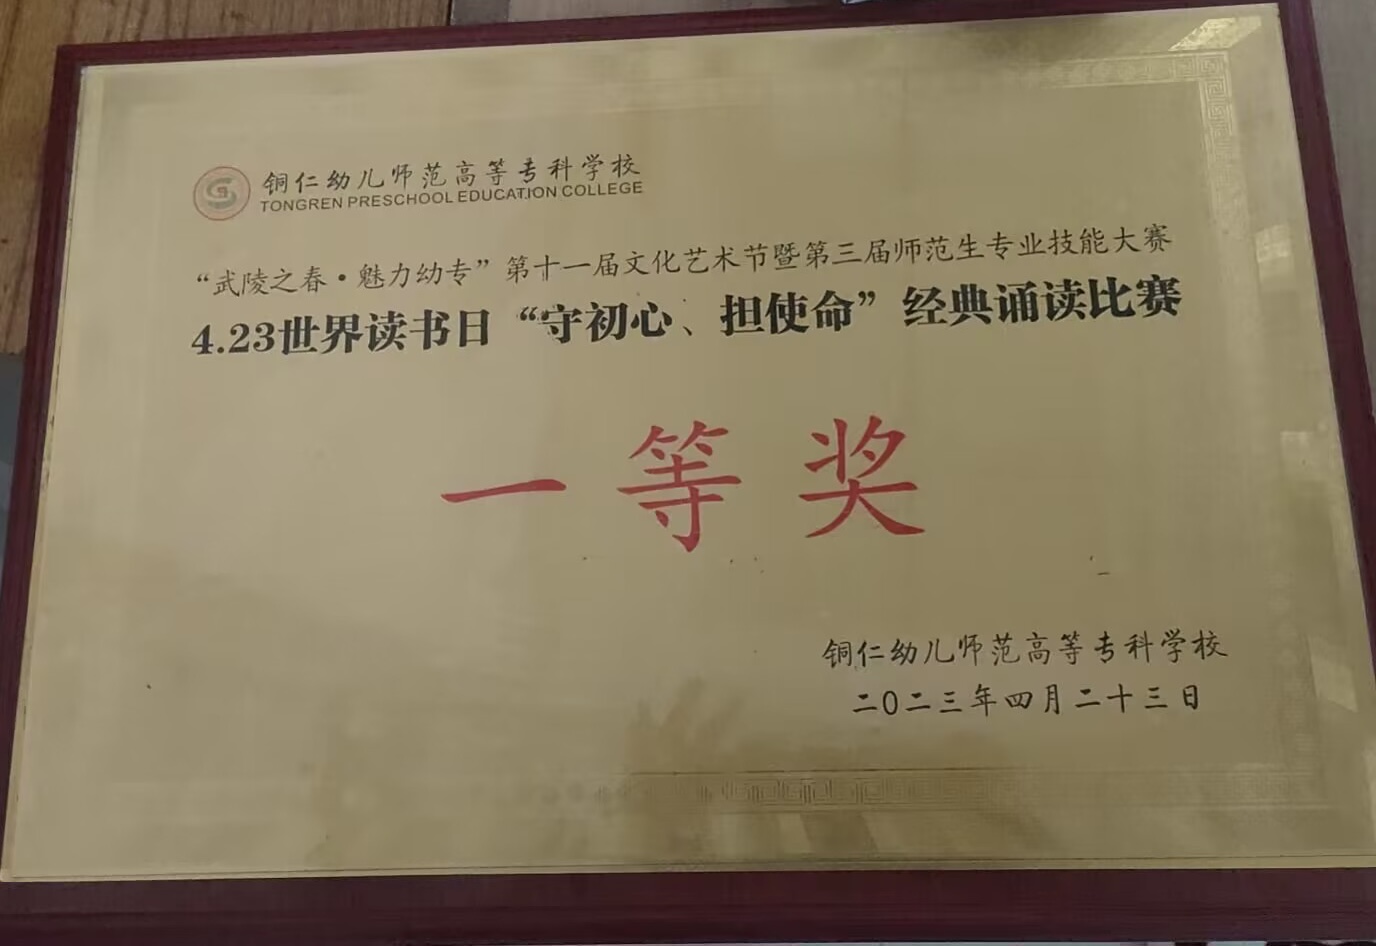 铜仁幼儿师范高等专科学校
TONGREN PRESCHOOL EDUCATION COLLEGE
“武陵之春·魅力幼专”第十一届文化艺术节暨第三届师范生专业技能大赛
4.23世界读书日“守初心、担使命”经典诵读比赛
一等奖
铜仁幼儿师范高等专科学校
二〇二三年四月二十三日